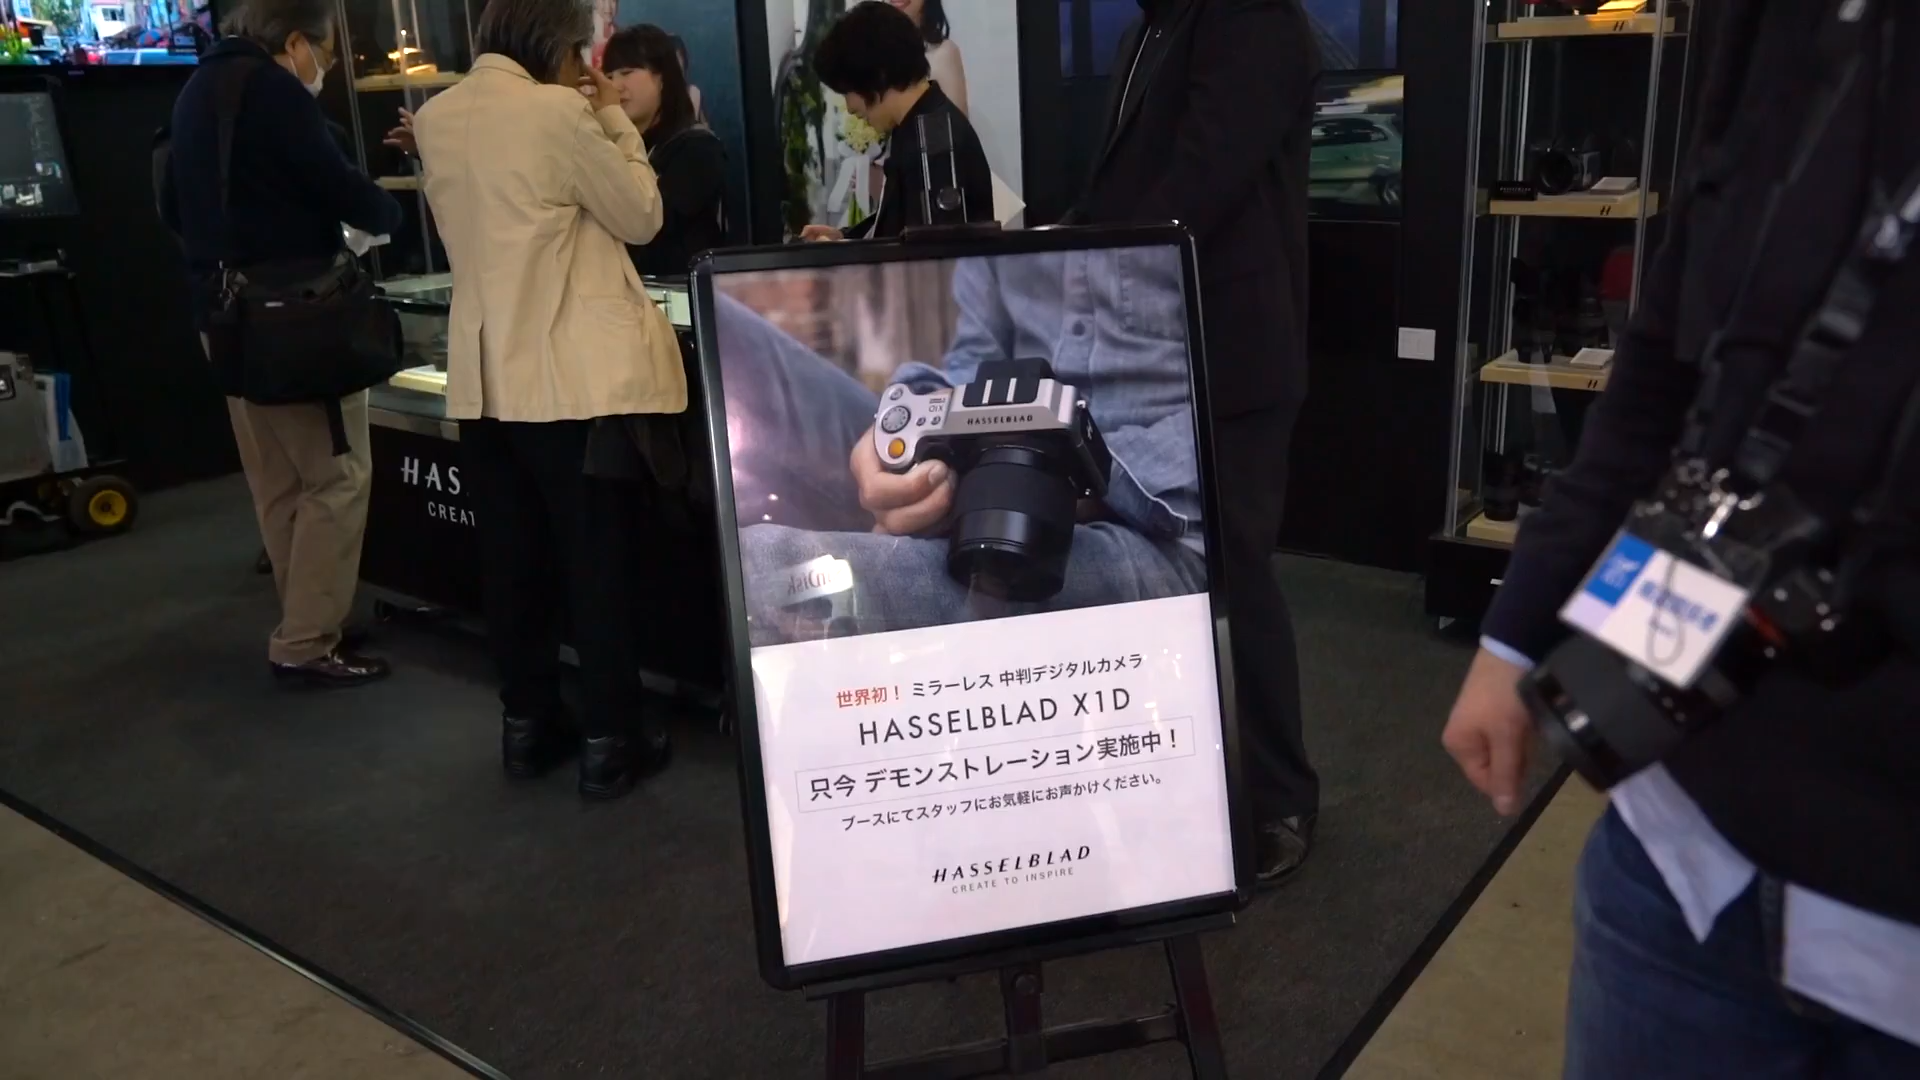 HASSELBLAD
X1D
世界初！ ミラーレス 中判デジタルカメラ
HASSELBLAD X1D
只今 デモンストレーション実施中！
ブースにてスタッフにお気軽にお声かけください。
HASSELBLAD
CREATE TO INSPIRE
HAS
CREAT